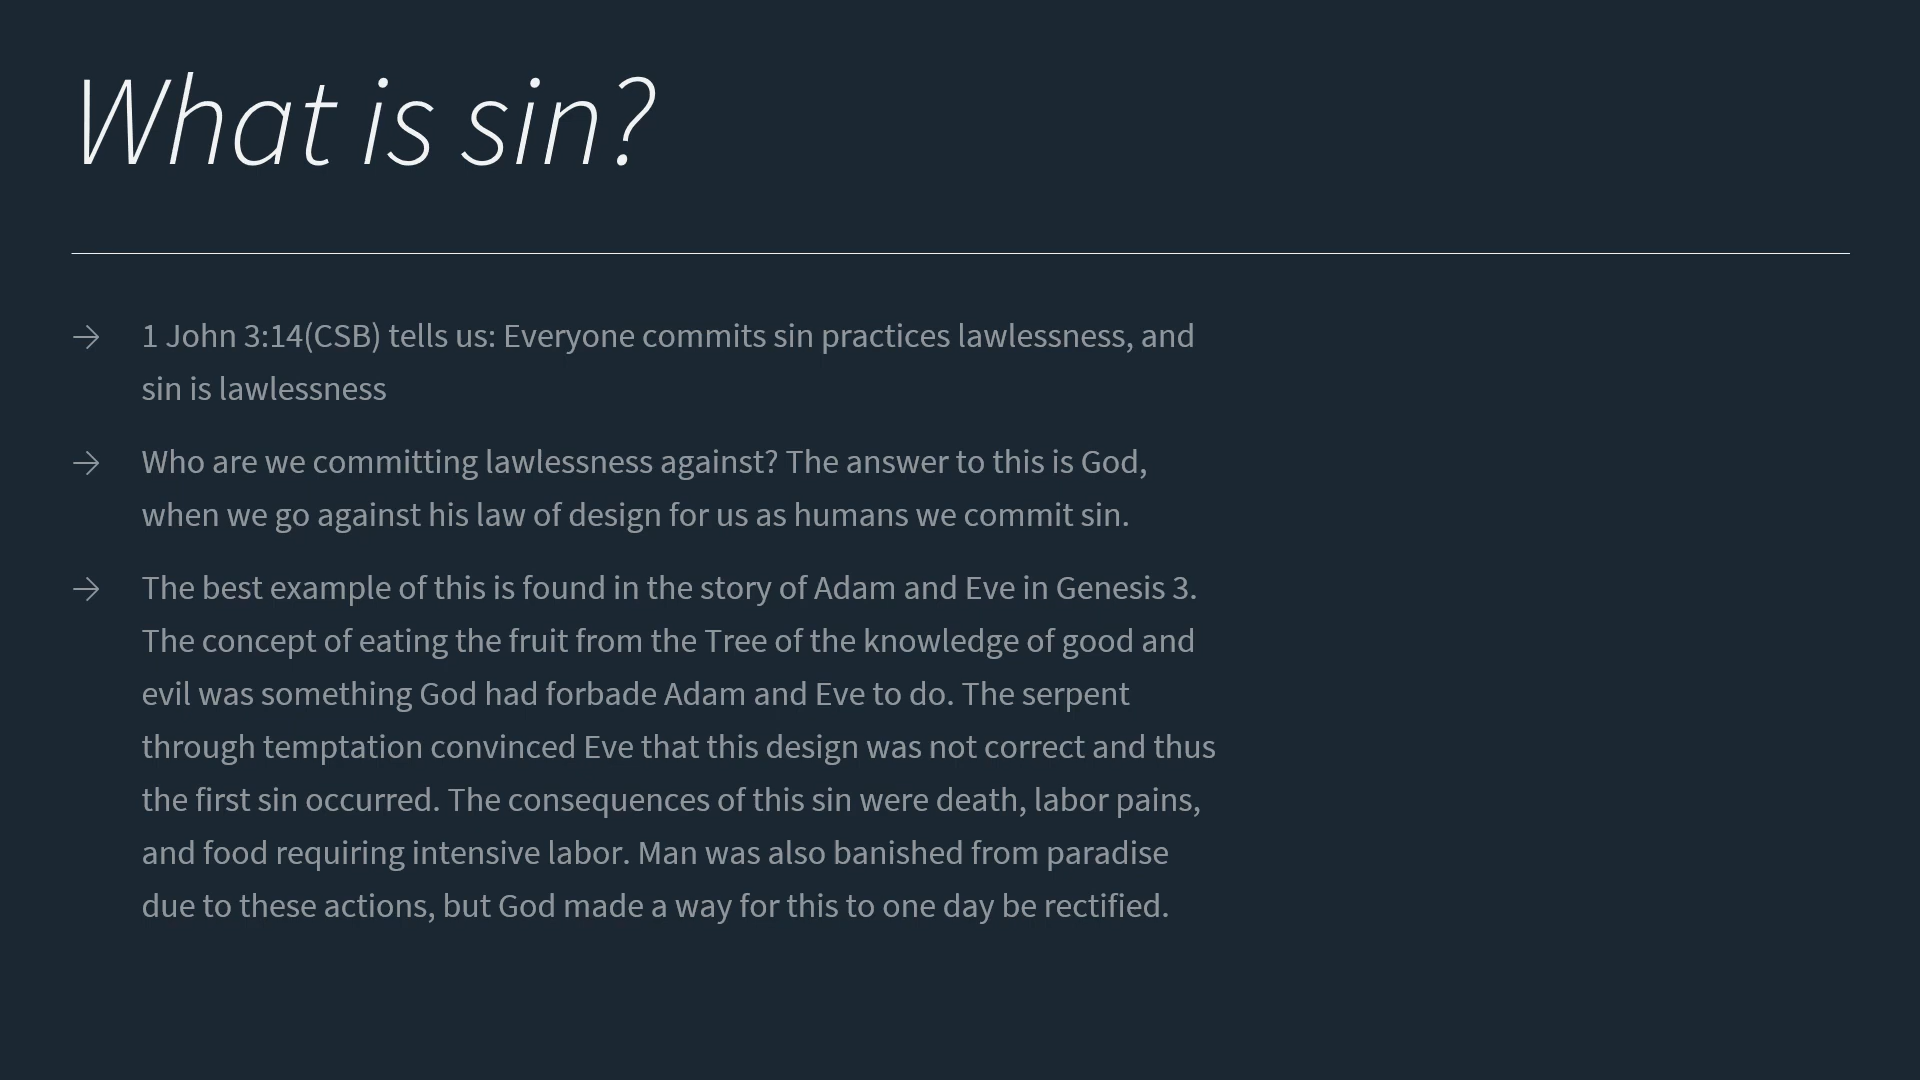 What is sin?
→ 1 John 3:14(CSB) tells us: Everyone commits sin practices lawlessness, and
sin is lawlessness
→ Who are we committing lawlessness against? The answer to this is God,
when we go against his law of design for us as humans we commit sin.
→ The best example of this is found in the story of Adam and Eve in Genesis 3.
The concept of eating the fruit from the Tree of the knowledge of good and
evil was something God had forbade Adam and Eve to do. The serpent
through temptation convinced Eve that this design was not correct and thus
the first sin occurred. The consequences of this sin were death, labor pains,
and food requiring intensive labor. Man was also banished from paradise
due to these actions, but God made a way for this to one day be rectified.